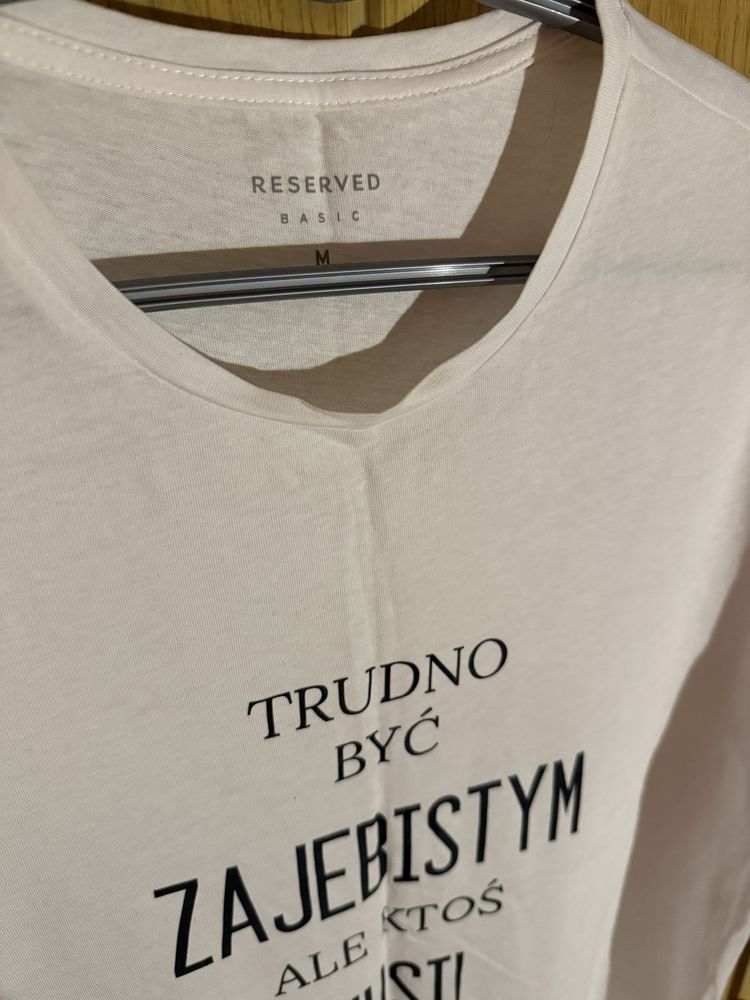 RESERVED
BASIC
M
TRUDNO
BYĆ
ZAJEBISTYM
ALE KTOŚ